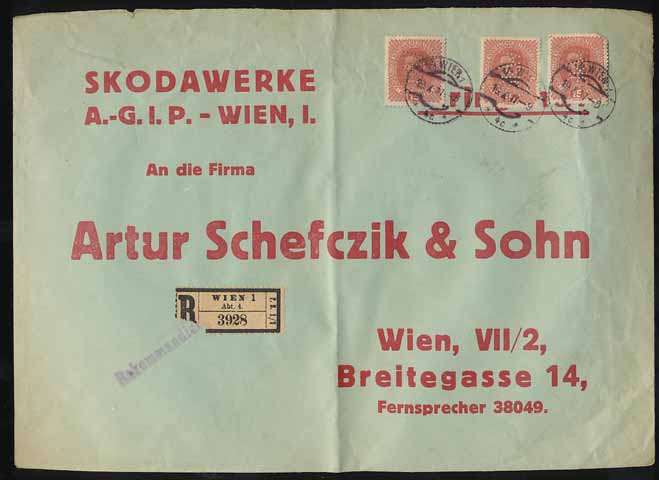 SKODAWERKE
A.-G. I. P. - WIEN, I.
An die Firma
Artur Schefczik & Sohn
R
WIEN 1
Abt. 4.
3928
Wien, VII/2,
Breitegasse 14,
Fernsprecher 38049.